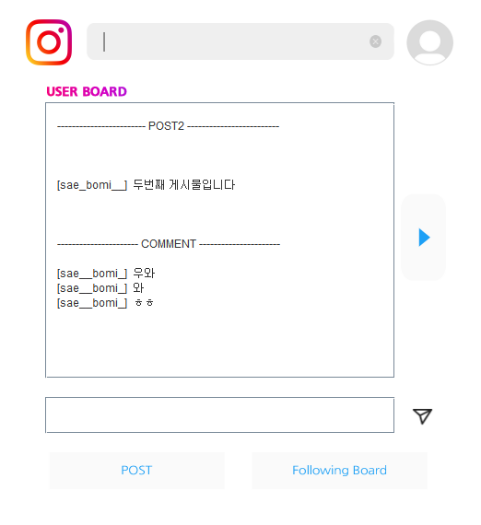 USER BOARD
------------------------ POST2 -------------------------
[sae_bomi__] 두번째 게시물입니다
---------------------- COMMENT ----------------------
[sae__bomi_] 우와
[sae__bomi_] 와
[sae__bomi_] ㅎㅎ
POST
Following Board